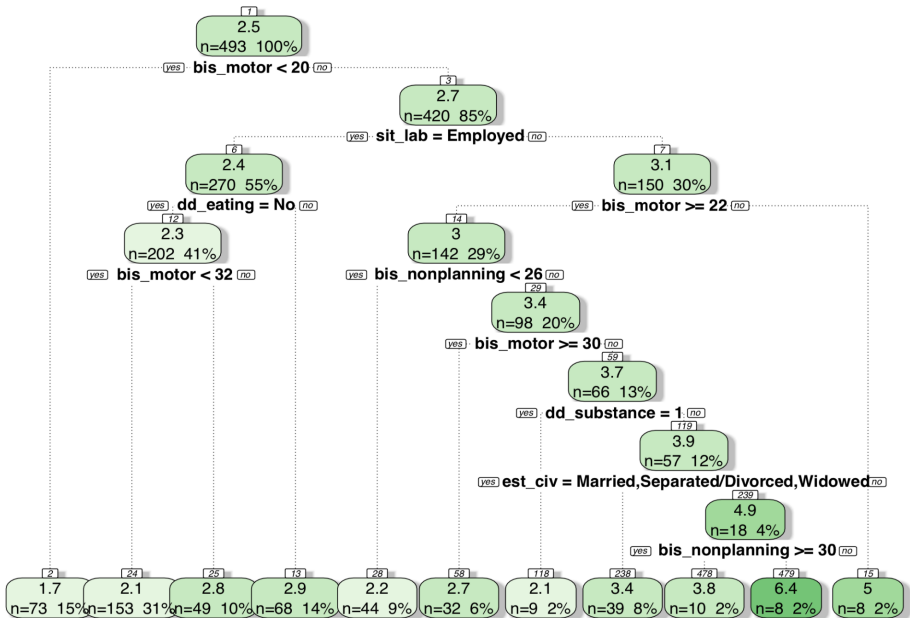 1
2.5
n=493 100%
yes bis_motor < 20 no
3
2.7
n=420 85%
yes sit_lab = Employed no
6
2.4
n=270 55%
yes dd_eating = No no
7
3.1
n=150 30%
yes bis_motor >= 22 no
12
2.3
n=202 41%
yes bis_motor < 32 no
14
3
n=142 29%
yes bis_nonplanning < 26 no
29
3.4
n=98 20%
yes bis_motor >= 30 no
59
3.7
n=66 13%
yes dd_substance = 1 no
119
3.9
n=57 12%
yes est_civ = Married,Separated/Divorced,Widowed no
239
4.9
n=18 4%
yes bis_nonplanning >= 30 no
2
1.7
n=73 15%
24
2.1
n=153 31%
25
2.8
n=49 10%
13
2.9
n=68 14%
28
2.2
n=44 9%
58
2.7
n=32 6%
118
2.1
n=9 2%
238
3.4
n=39 8%
478
3.8
n=10 2%
479
6.4
n=8 2%
15
5
n=8 2%